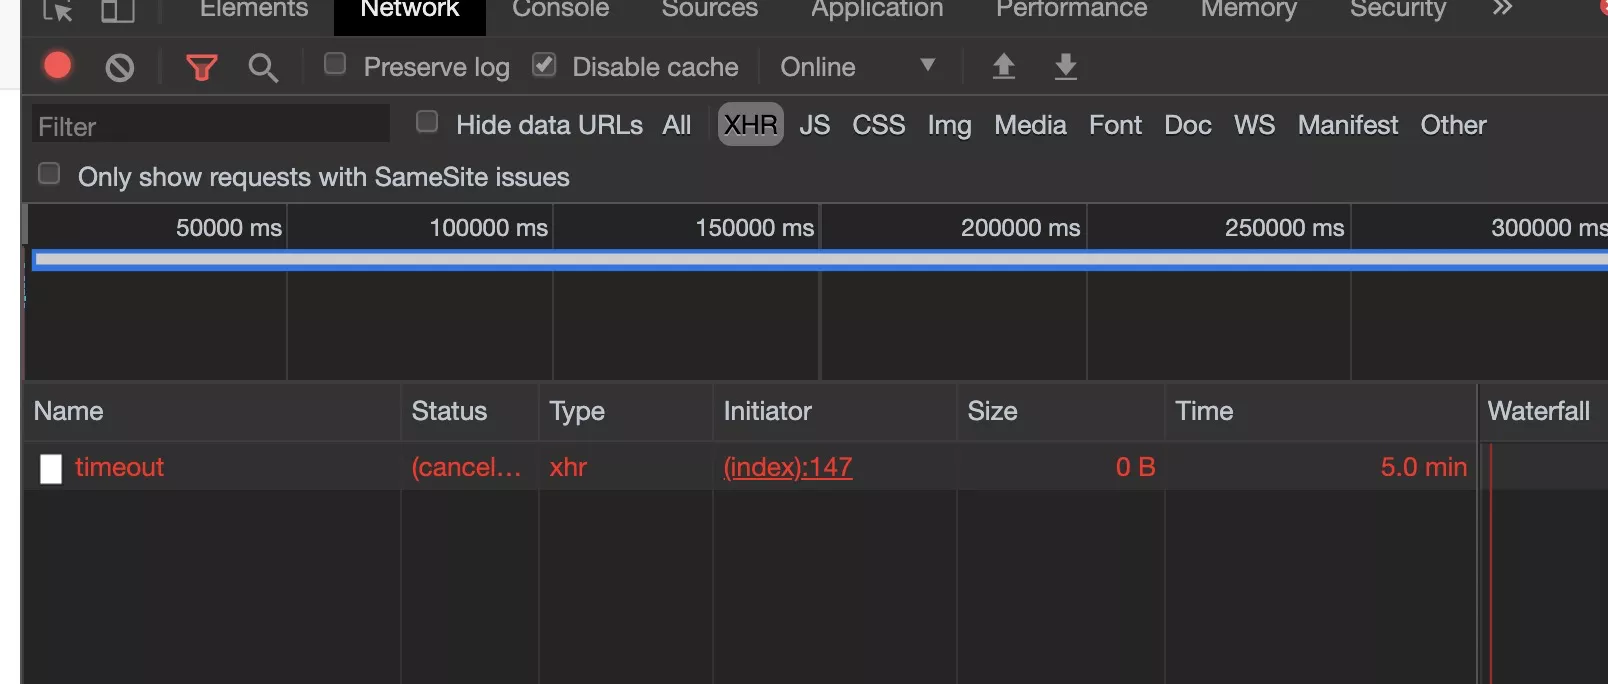 Elements Network Console Sources Application Performance Memory Security »
Preserve log Disable cache Online
Filter Hide data URLs All XHR JS CSS Img Media Font Doc WS Manifest Other
Only show requests with SameSite issues
50000 ms 100000 ms 150000 ms 200000 ms 250000 ms 300000 ms
Name Status Type Initiator Size Time Waterfall
timeout (cancel... xhr (index):147 0 B 5.0 min